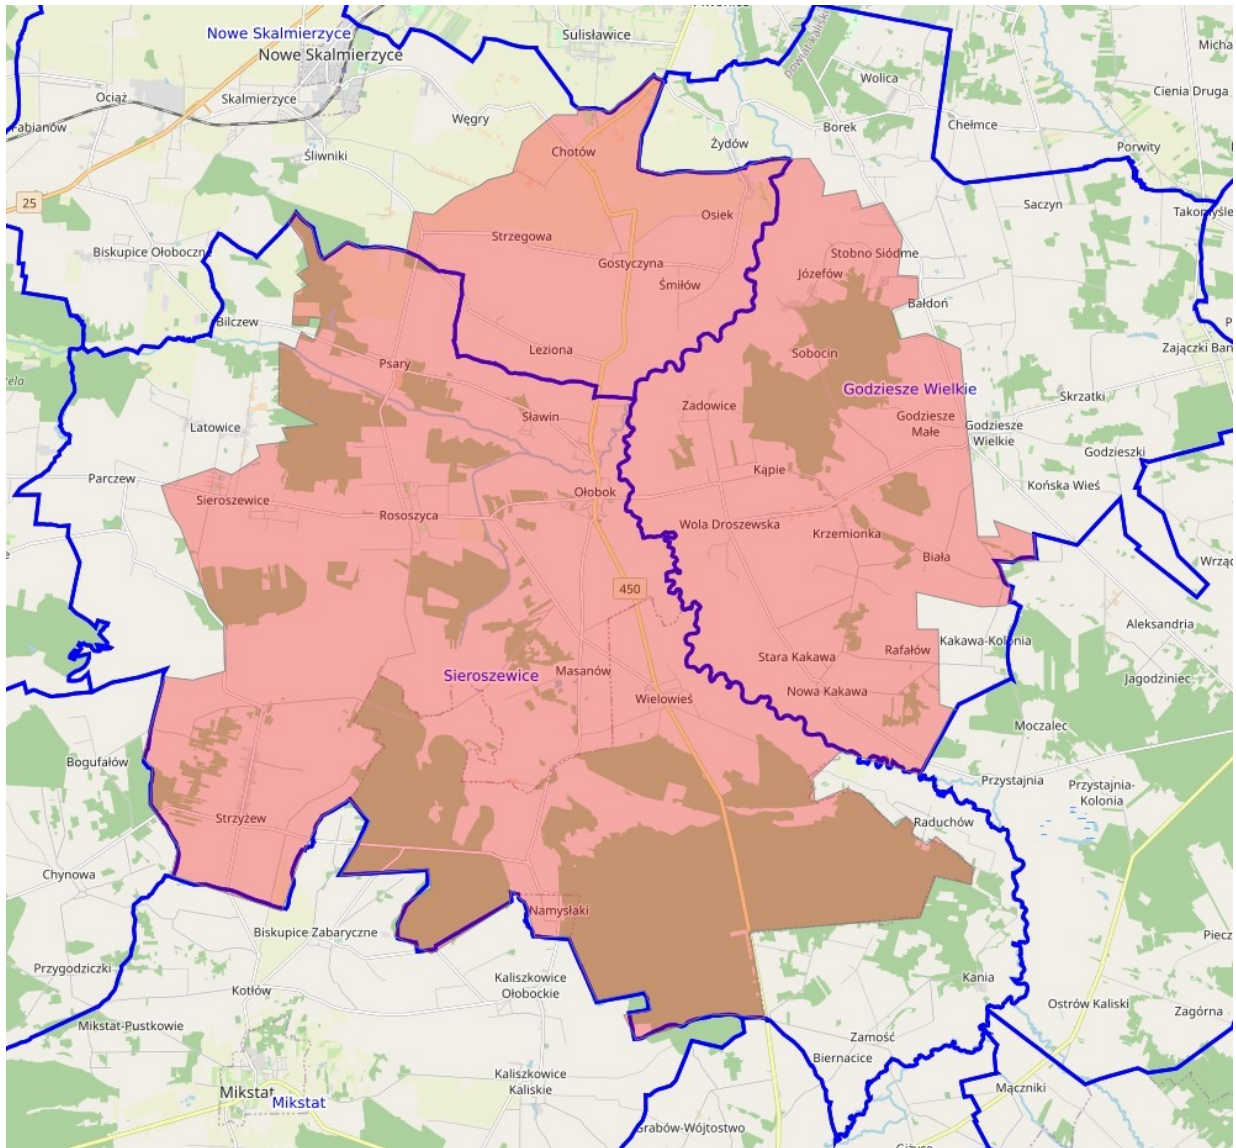 Sulisławice
Nowe Skalmierzyce
Nowe Skalmierzyce
powiat kaliski
Wolica
Cienia Druga
Ociąż
Skalmierzyce
Węgry
Borek
Chełmce
Fabianów
Żydów
Porwity
Chotów
Śliwniki
25
Saczyn
Osiek
Strzegowa
Biskupice Ołoboczne
Stobno Siódme
Gostyczyna
Józefów
Śmiłów
Bałdoń
Bilczew
Leziona
Sobocin
Psary
Zajączki Ban
Godziesze Wielkie
Skrzatki
Zadowice
Sławin
Godziesze
Małe
Latowice
Godziesze
Wielkie
Godzieszki
Kąpie
Parczew
Końska Wieś
Sieroszewice
Ołobok
Rososzyca
Wola Droszewska
Krzemionka
Biała
450
Aleksandria
Kakawa-Kolonia
Rafałów
Stara Kakawa
Masanów
Sieroszewice
Jagodziniec
Nowa Kakawa
Wielowieś
Moczalec
Bogufałów
Przystajnia
Przystajnia-
Kolonia
Strzyżew
Raduchów
Chynowa
Namysłaki
Biskupice Zabaryczne
Przygodziczki
Kaliszkowice
Ołobockie
Kania
Kotłów
Ostrów Kaliski
Zagórna
Mikstat-Pustkowie
Zamość
Biernacice
Kaliszkowice
Kaliskie
Mikstat
Mikstat
Mączniki
Grabów-Wójtostwo